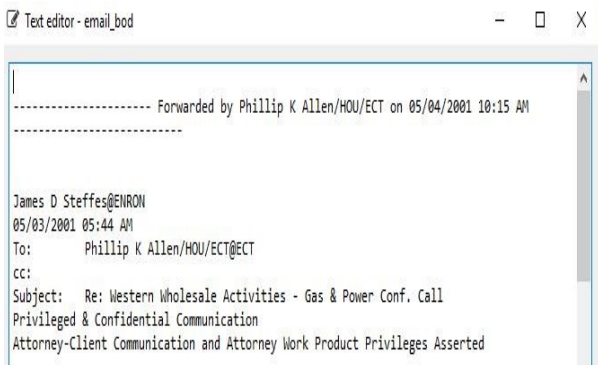 Text editor - email_bod
---------------------- Forwarded by Phillip K Allen/HOU/ECT on 05/04/2001 10:15 AM
---------------------------
James D Steffes@ENRON
05/03/2001 05:44 AM
To: Phillip K Allen/HOU/ECT@ECT
cc:
Subject: Re: Western Wholesale Activities - Gas & Power Conf. Call
Privileged & Confidential Communication
Attorney-Client Communication and Attorney Work Product Privileges Asserted